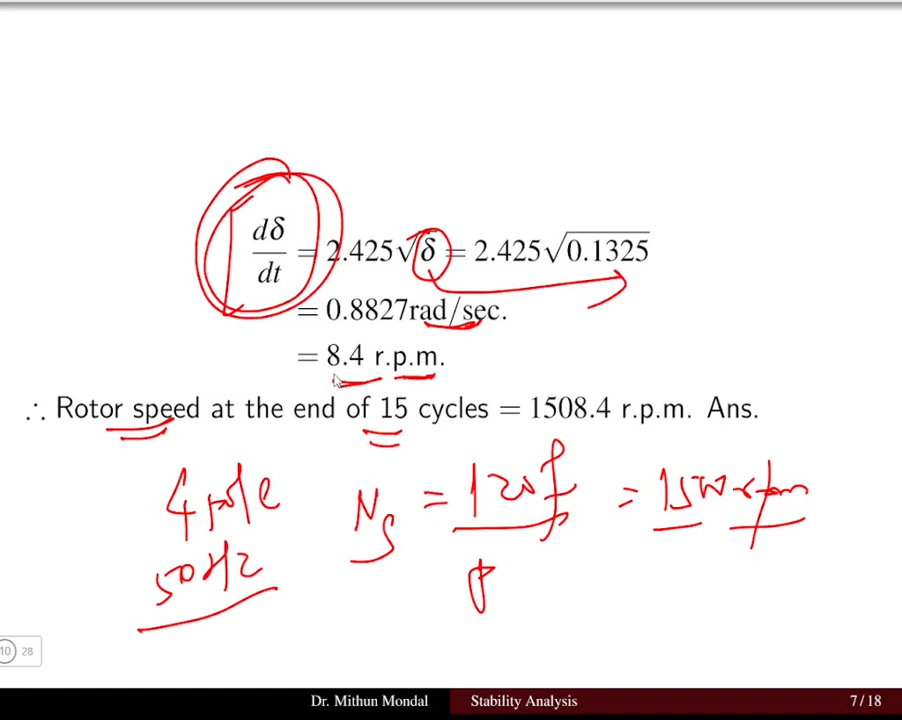 dδ/dt = 2.425√δ = 2.425√0.1325
= 0.8827rad/sec.
= 8.4 r.p.m.
∴ Rotor speed at the end of 15 cycles = 1508.4 r.p.m. Ans.
4 pole Ns = 120f/P = 1500 rpm
50Hz
10 28
Dr. Mithun Mondal Stability Analysis 7 / 18